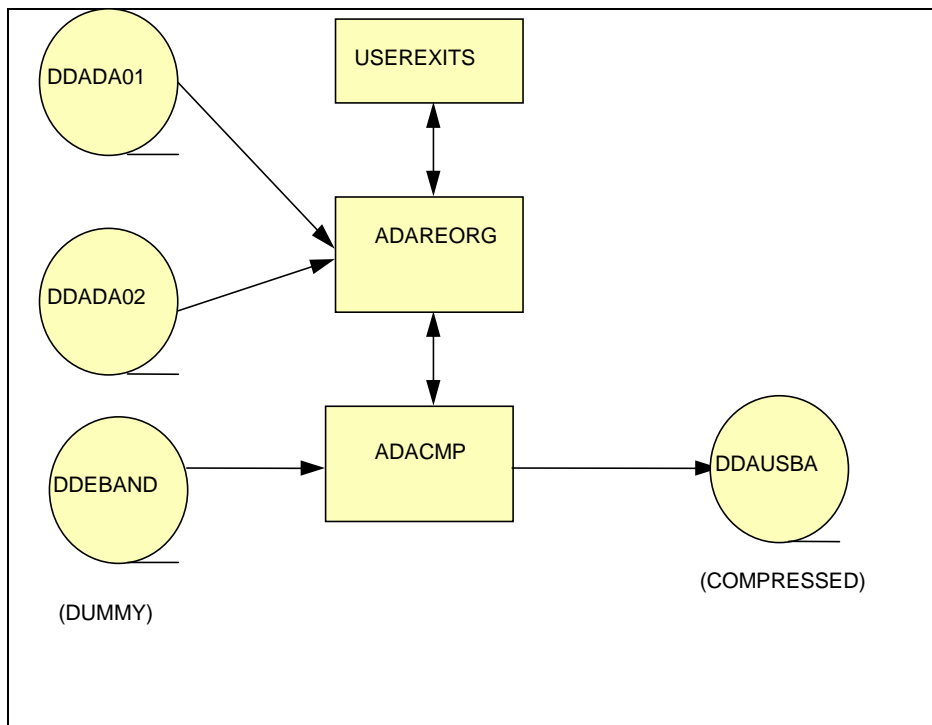 DDADA01
USEREXITS
ADAREORG
DDADA02
ADACMP
DDEBAND
DDAUSBA
(COMPRESSED)
(DUMMY)